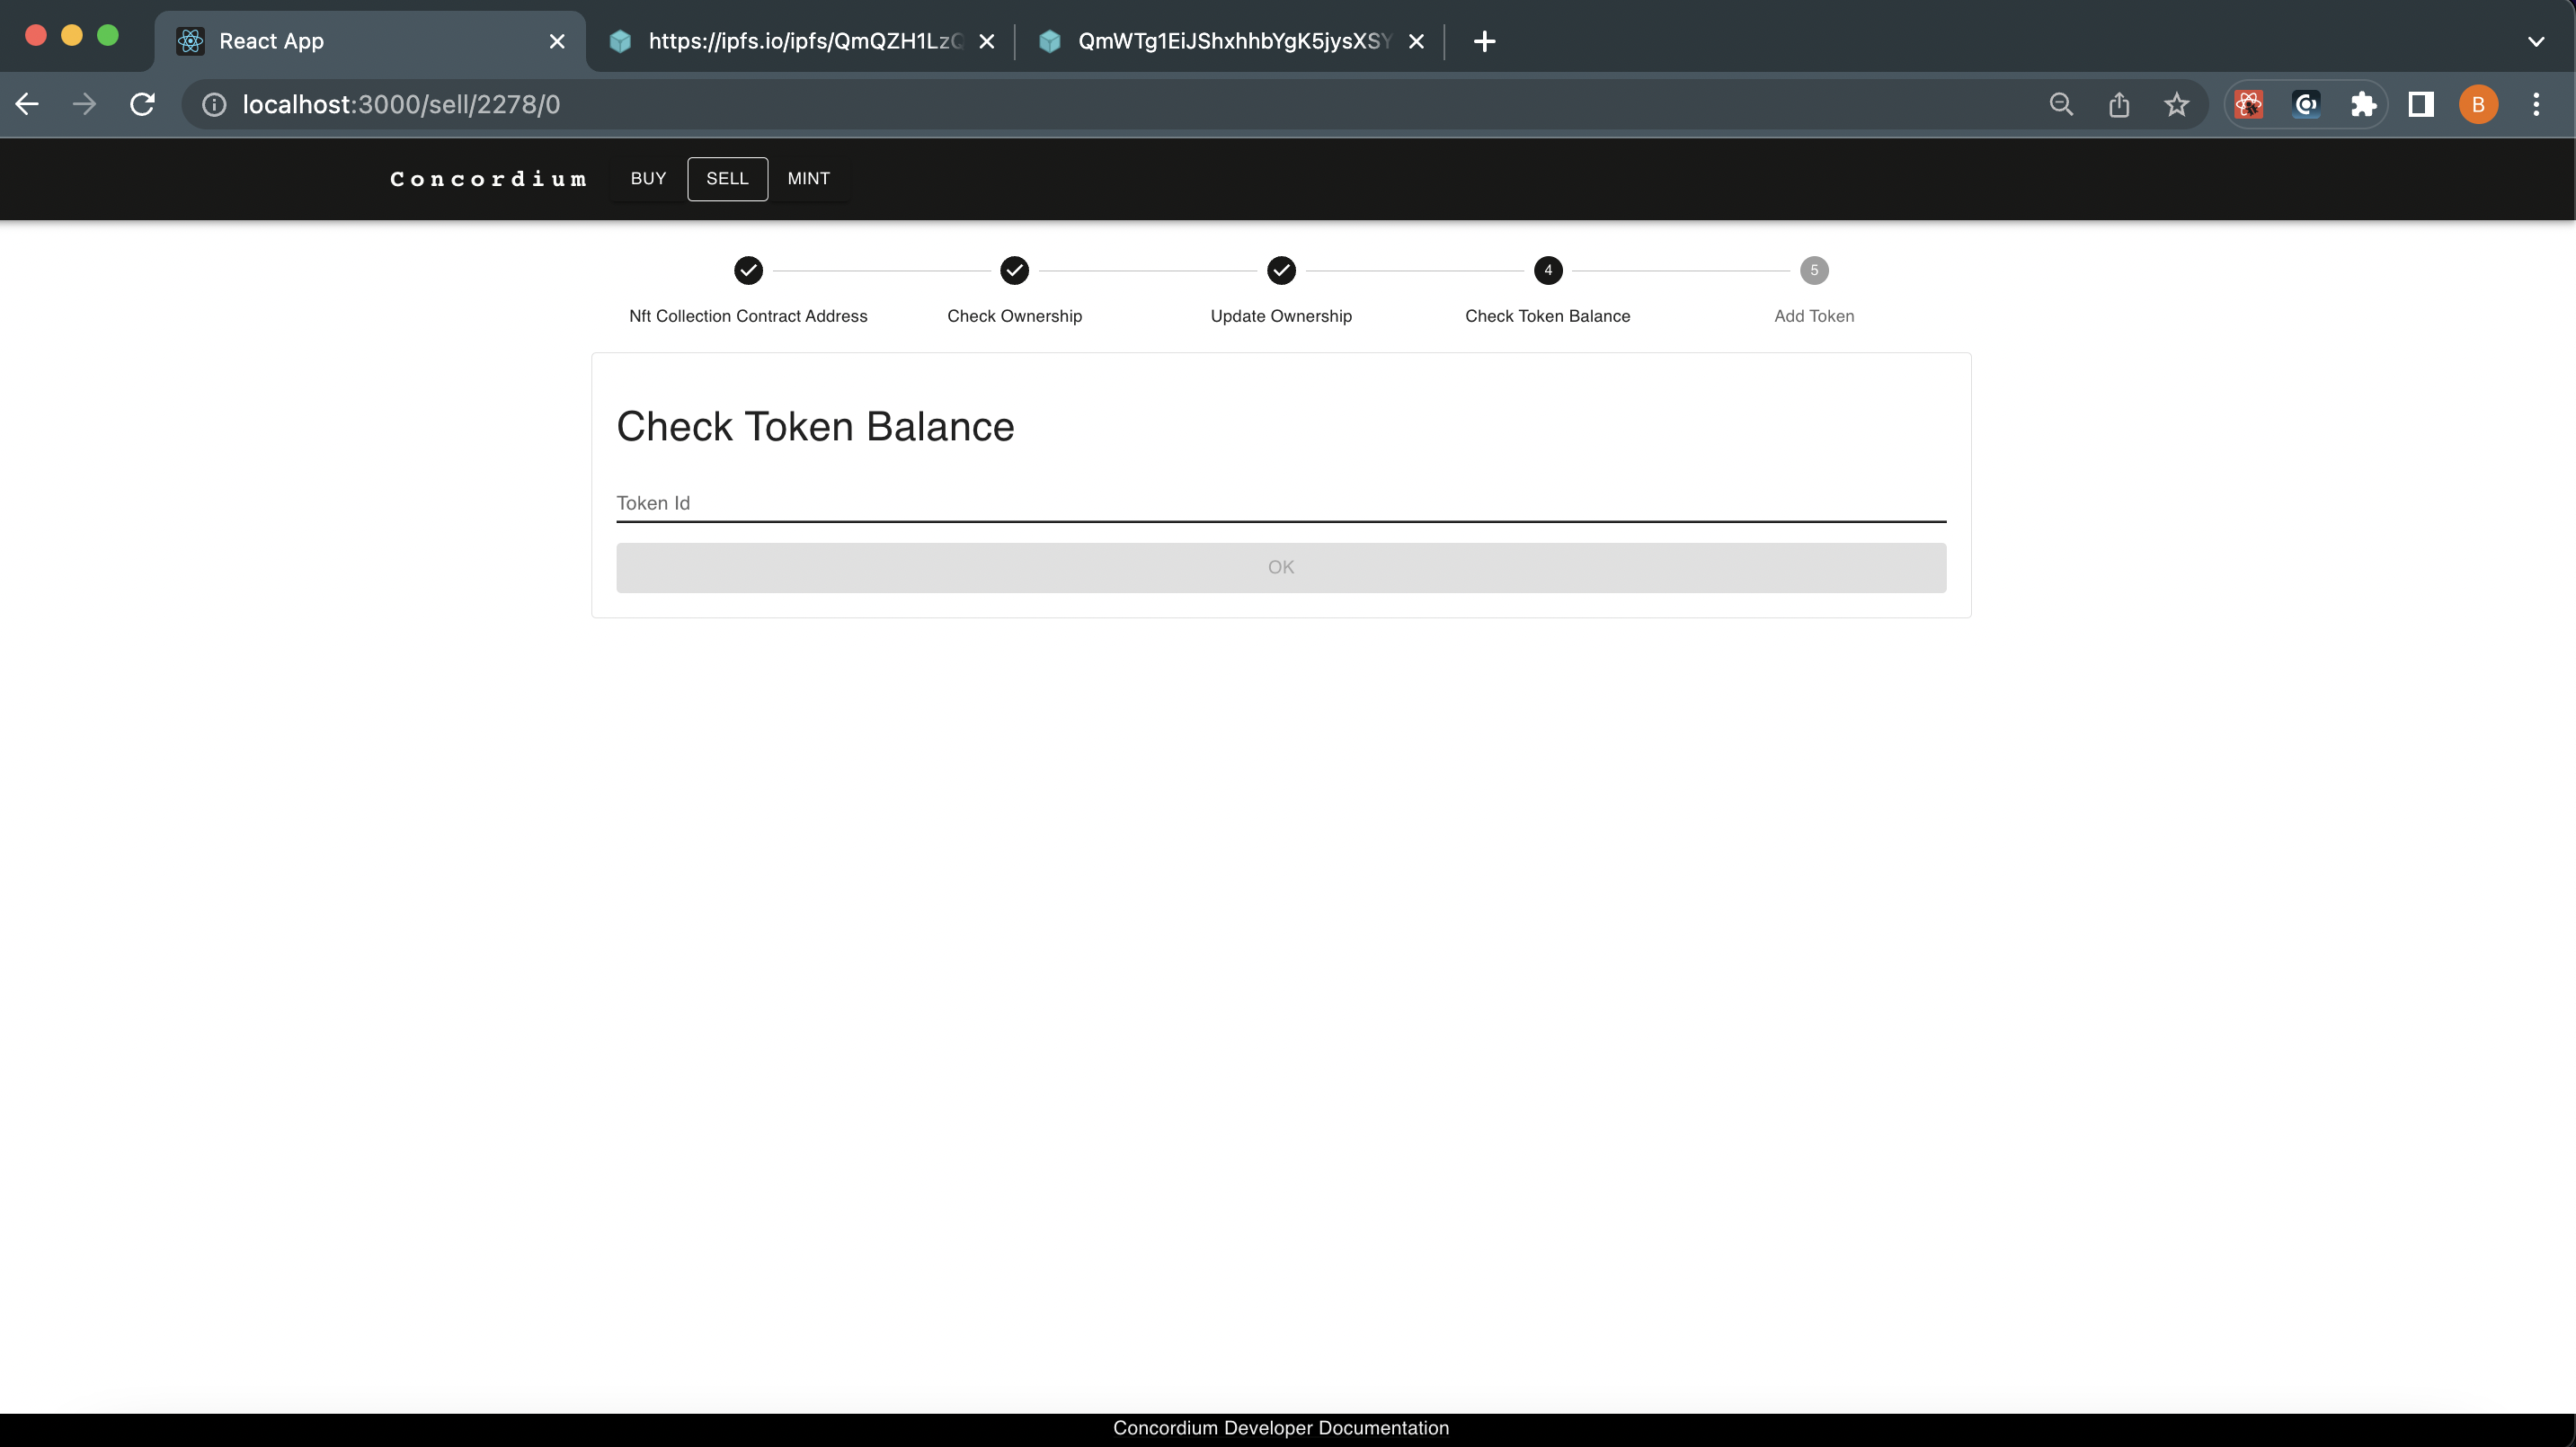 React App
https://ipfs.io/ipfs/QmQZH1LzQ
QmWTg1EiJShxhhbYgK5jysXSY
localhost:3000/sell/2278/0
B
Concordium BUY SELL MINT
4 5
Nft Collection Contract Address Check Ownership Update Ownership Check Token Balance Add Token
Check Token Balance
Token Id
OK
Concordium Developer Documentation